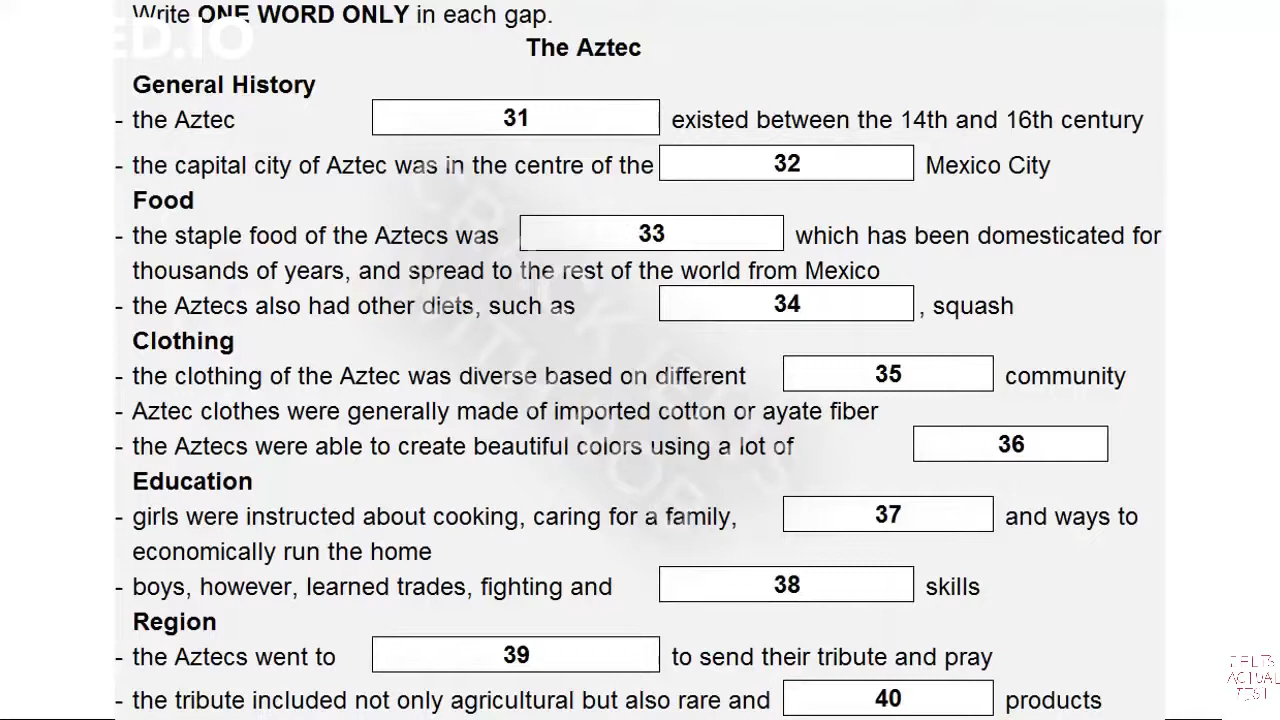 Write ONE WORD ONLY in each gap.
ED.IO
The Aztec
General History
- the Aztec 31 existed between the 14th and 16th century
- the capital city of Aztec was in the centre of the 32 Mexico City
Food
- the staple food of the Aztecs was 33 which has been domesticated for
thousands of years, and spread to the rest of the world from Mexico
- the Aztecs also had other diets, such as 34 , squash
Clothing
- the clothing of the Aztec was diverse based on different 35 community
- Aztec clothes were generally made of imported cotton or ayate fiber
- the Aztecs were able to create beautiful colors using a lot of 36
Education
- girls were instructed about cooking, caring for a family, 37 and ways to
economically run the home
- boys, however, learned trades, fighting and 38 skills
Region
- the Aztecs went to 39 to send their tribute and pray
- the tribute included not only agricultural but also rare and 40 products
IELTS
ACTUAL
TEST